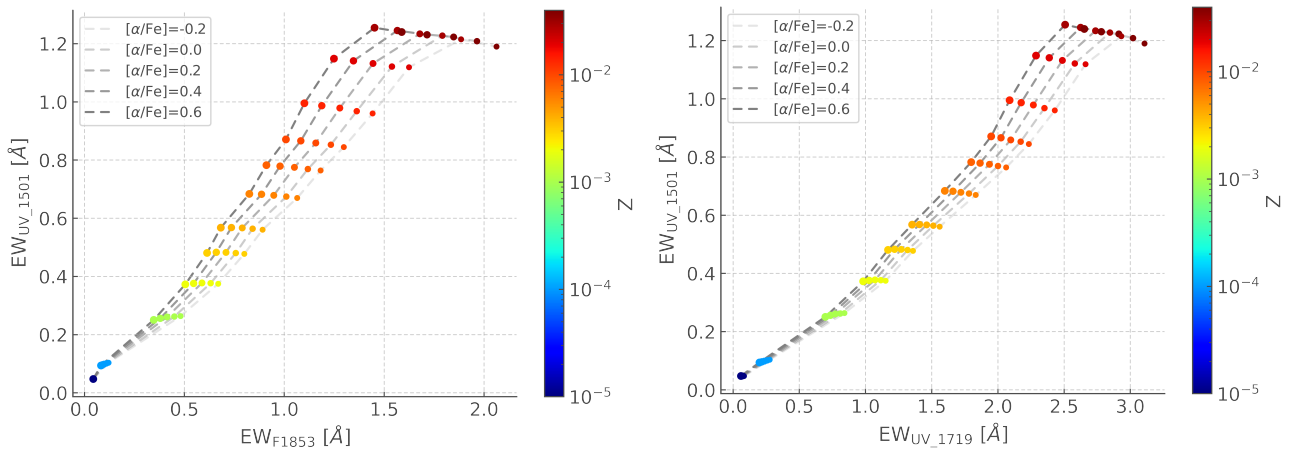 [α/Fe]=-0.2
[α/Fe]=0.0
[α/Fe]=0.2
[α/Fe]=0.4
[α/Fe]=0.6
1.2
1.0
0.8
0.6
0.4
0.2
0.0
EW_UV_1501 [Å]
0.0 0.5 1.0 1.5 2.0
EW_F1853 [Å]
10^−2
10^−3
10^−4
10^−5
Z
[α/Fe]=-0.2
[α/Fe]=0.0
[α/Fe]=0.2
[α/Fe]=0.4
[α/Fe]=0.6
1.2
1.0
0.8
0.6
0.4
0.2
0.0
EW_UV_1501 [Å]
0.0 0.5 1.0 1.5 2.0 2.5 3.0
EW_UV_1719 [Å]
10^−2
10^−3
10^−4
10^−5
Z